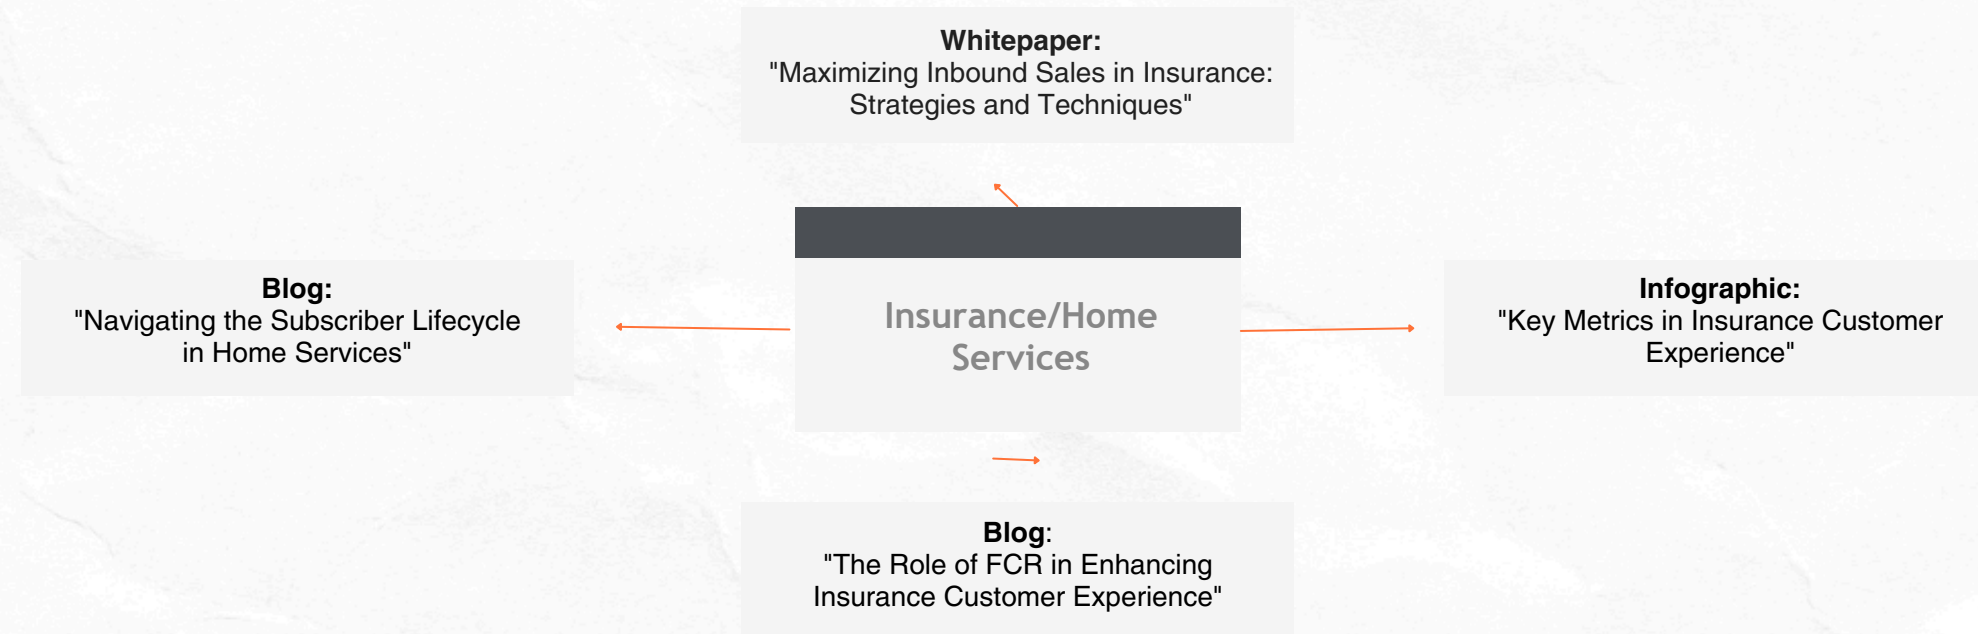 Whitepaper:
"Maximizing Inbound Sales in Insurance:
Strategies and Techniques"
Blog:
"Navigating the Subscriber Lifecycle
in Home Services"
Insurance/Home
Services
Infographic:
"Key Metrics in Insurance Customer
Experience"
Blog:
"The Role of FCR in Enhancing
Insurance Customer Experience"